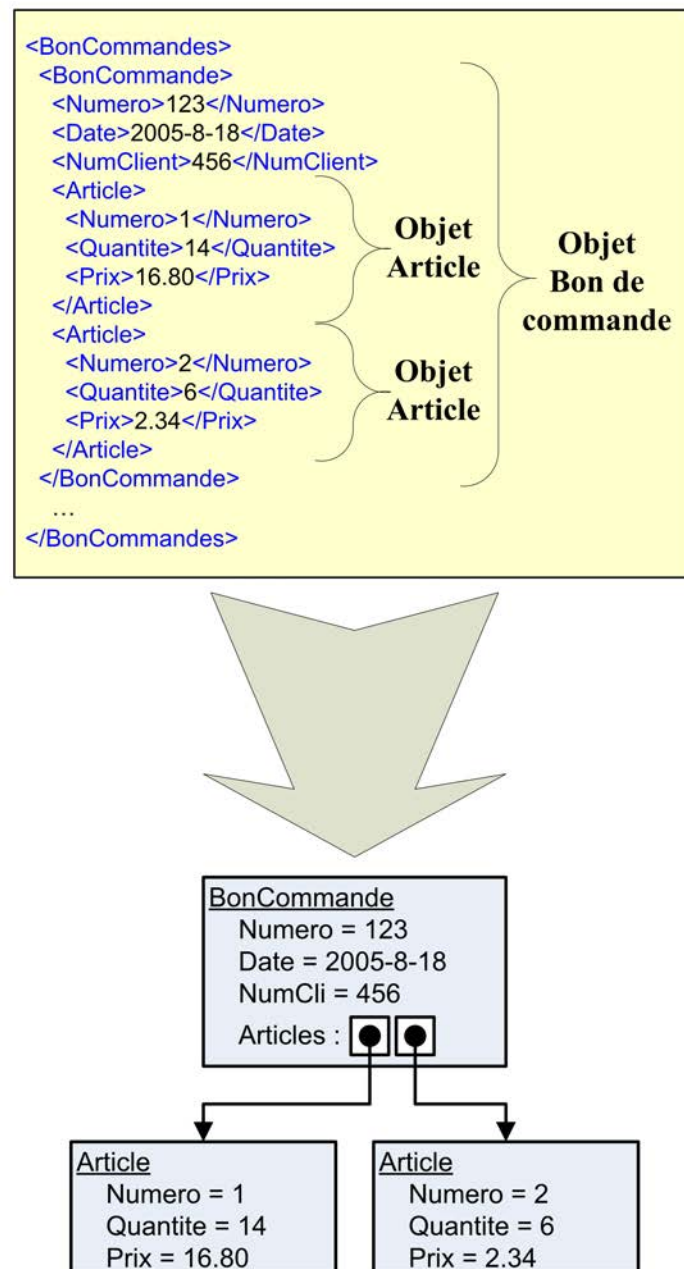 <BonCommandes>
<BonCommande>
<Numero>123</Numero>
<Date>2005-8-18</Date>
<NumClient>456</NumClient>
<Article>
<Numero>1</Numero>
<Quantite>14</Quantite>
<Prix>16.80</Prix>
</Article>
<Article>
<Numero>2</Numero>
<Quantite>6</Quantite>
<Prix>2.34</Prix>
</Article>
</BonCommande>
...
</BonCommandes>
Objet
Article
Objet
Article
Objet
Bon de
commande
BonCommande
Numero = 123
Date = 2005-8-18
NumCli = 456
Articles :
Article
Numero = 1
Quantite = 14
Prix = 16.80
Article
Numero = 2
Quantite = 6
Prix = 2.34